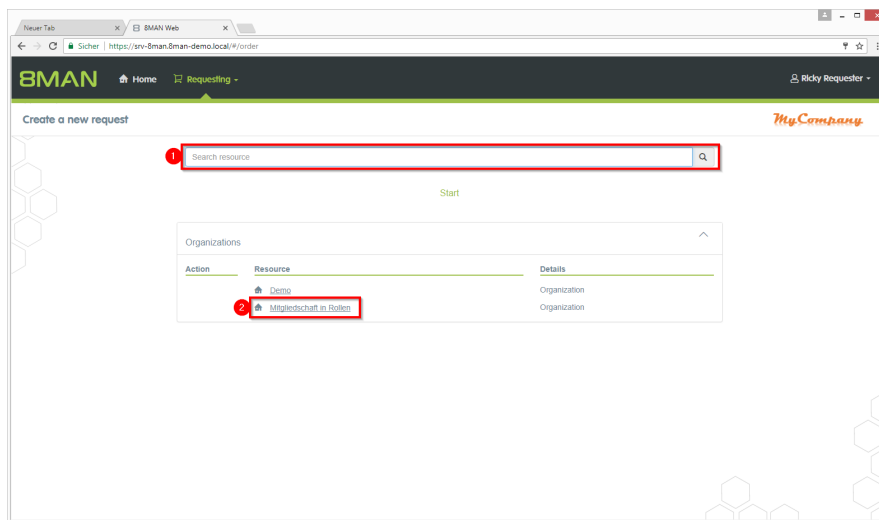 Neuer Tab
8MAN Web
Sicher
https://srv-8man.8man-demo.local/#/order
8MAN
Home
Requesting
Ricky Requester
Create a new request
MyCompany
1
Search resource
Start
Organizations
Action Resource Details
Demo Organization
2 Mitgliedschaft in Rollen Organization